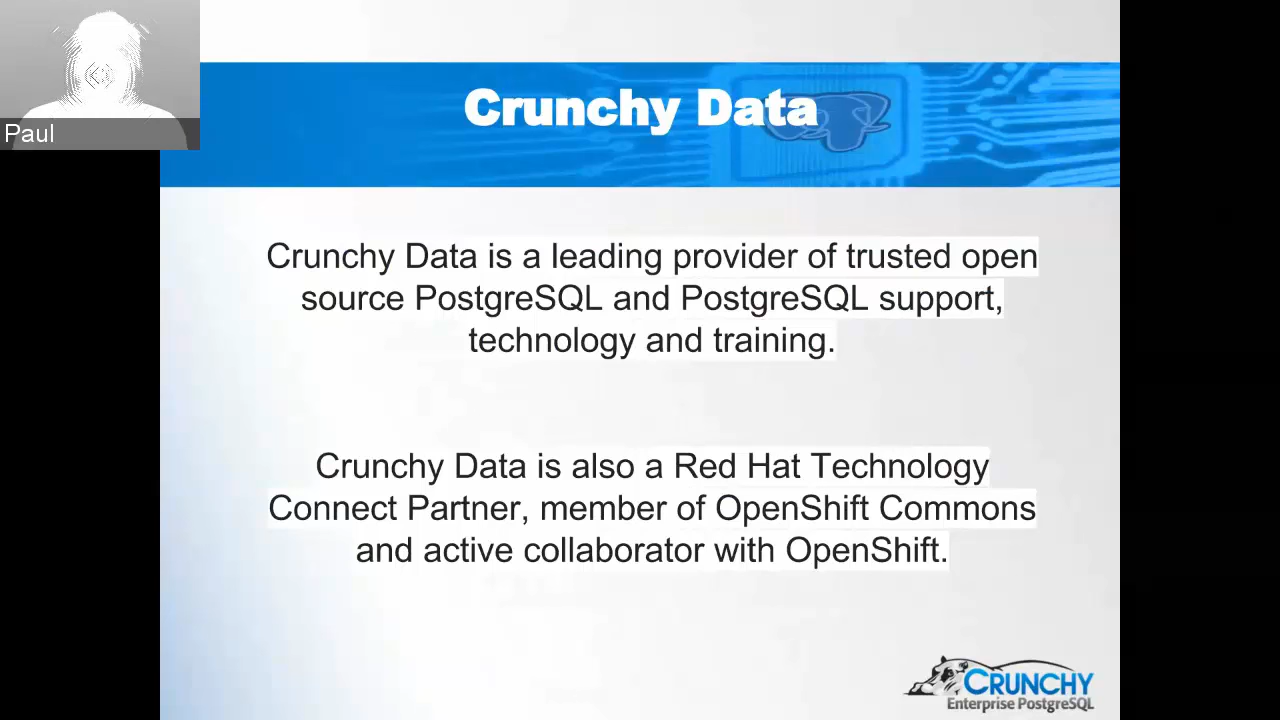 Paul
Crunchy Data
Crunchy Data is a leading provider of trusted open
source PostgreSQL and PostgreSQL support,
technology and training.
Crunchy Data is also a Red Hat Technology
Connect Partner, member of OpenShift Commons
and active collaborator with OpenShift.
CRUNCHY
Enterprise PostgreSQL